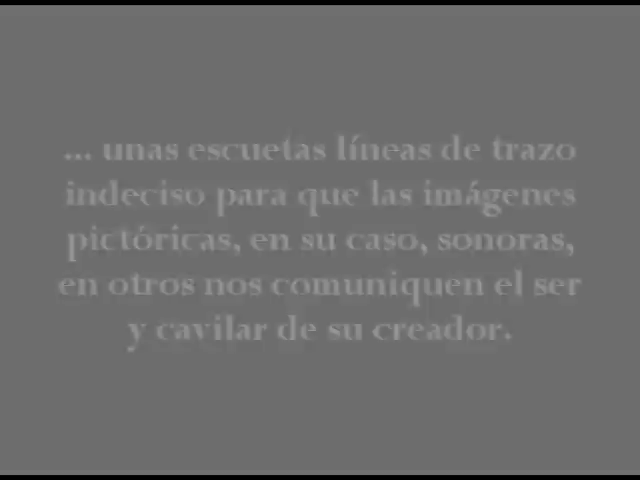 ... unas escuetas líneas de trazo
indeciso para que las imágenes
pictóricas, en su caso, sonoras,
en otros nos comuniquen el ser
y cavilar de su creador.